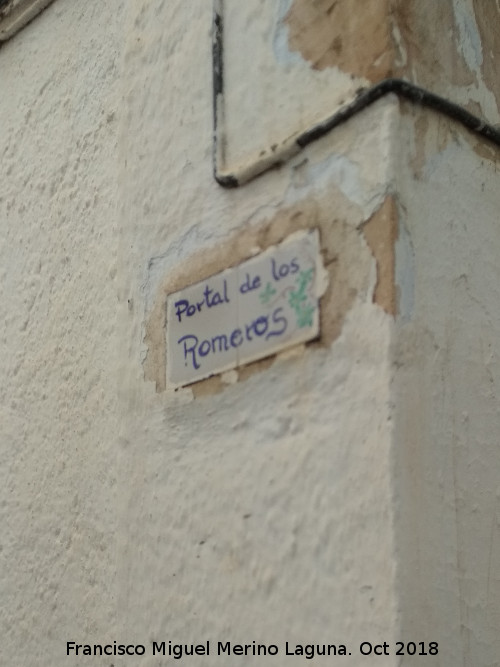 Portal de los
Romeros
Francisco Miguel Merino Laguna. Oct 2018